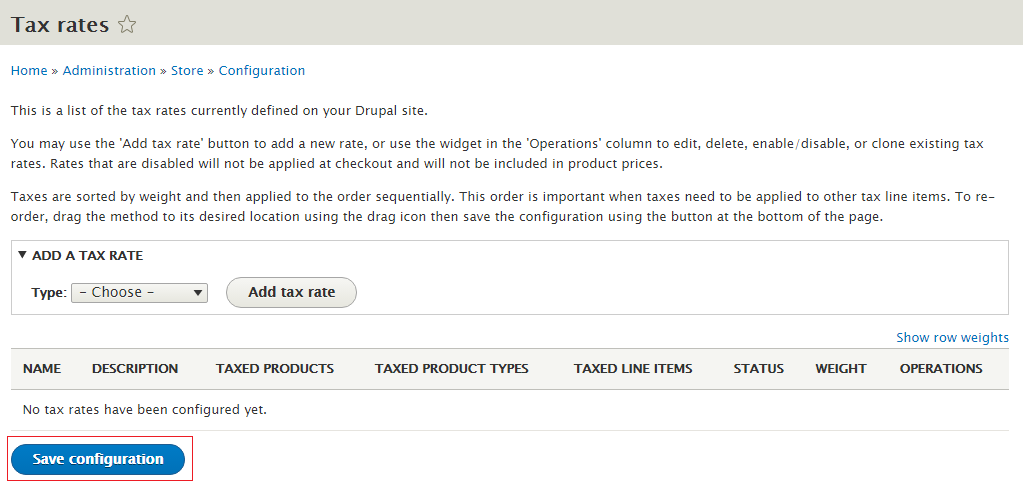 Tax rates
Home » Administration » Store » Configuration
This is a list of the tax rates currently defined on your Drupal site.
You may use the 'Add tax rate' button to add a new rate, or use the widget in the 'Operations' column to edit, delete, enable/disable, or clone existing tax
rates. Rates that are disabled will not be applied at checkout and will not be included in product prices.
Taxes are sorted by weight and then applied to the order sequentially. This order is important when taxes need to be applied to other tax line items. To re-
order, drag the method to its desired location using the drag icon then save the configuration using the button at the bottom of the page.
▼ ADD A TAX RATE
Type: - Choose - ▼ Add tax rate
Show row weights
NAME DESCRIPTION TAXED PRODUCTS TAXED PRODUCT TYPES TAXED LINE ITEMS STATUS WEIGHT OPERATIONS
No tax rates have been configured yet.
Save configuration